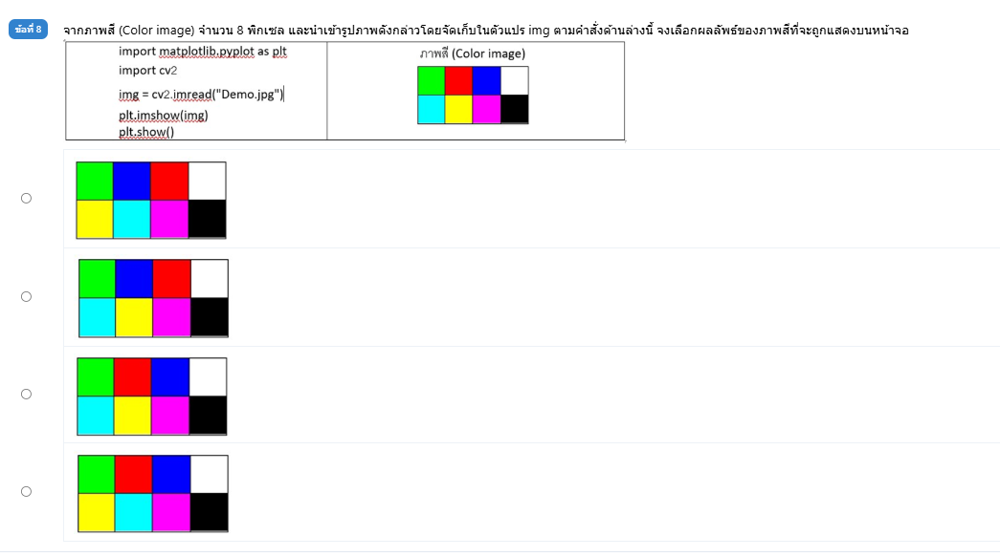 ข้อที่ 8
จากภาพสี (Color image) จำนวน 8 พิกเซล และนำเข้ารูปภาพดังกล่าวโดยจัดเก็บในตัวแปร img ตามคำสั่งด้านล่างนี้ จงเลือกผลลัพธ์ของภาพสีที่จะถูกแสดงบนหน้าจอ
import matplotlib.pyplot as plt
import cv2
img = cv2.imread("Demo.jpg")
plt.imshow(img)
plt.show()
ภาพสี (Color image)